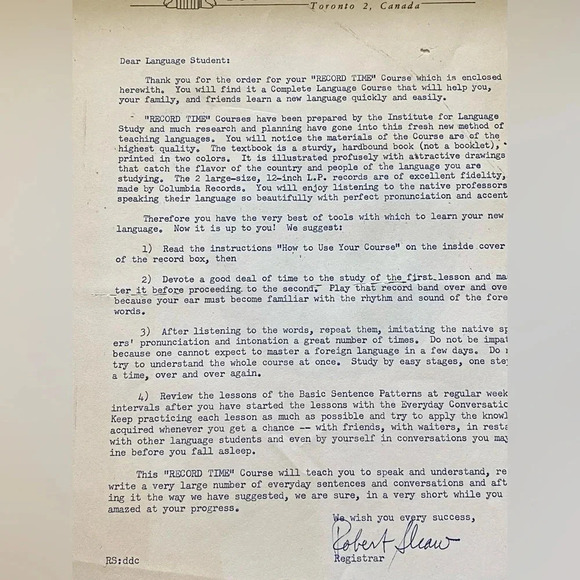 Toronto 2, Canada
Dear Language Student:
Thank you for the order for your "RECORD TIME" Course which is enclosed
herewith. You will find it a Complete Language Course that will help you,
your family, and friends learn a new language quickly and easily.
"RECORD TIME" Courses have been prepared by the Institute for Language
Study and much research and planning have gone into this fresh new method of
teaching languages. You will notice the materials of the Course are of the
highest quality. The textbook is a sturdy, hardbound book (not a booklet),
printed in two colors. It is illustrated profusely with attractive drawings
that catch the flavor of the country and people of the language you are
studying. The 2 large-size, 12-inch L.P. records are of excellent fidelity,
made by Columbia Records. You will enjoy listening to the native professors
speaking their language so beautifully with perfect pronunciation and accent
Therefore you have the very best of tools with which to learn your new
language. Now it is up to you! We suggest:
1) Read the instructions "How to Use Your Course" on the inside cover
of the record box, then
2) Devote a good deal of time to the study of the first lesson and ma
ter it before proceeding to the second. Play that record band over and ove
because your ear must become familiar with the rhythm and sound of the fore
words.
3) After listening to the words, repeat them, imitating the native sp
ers' pronunciation and intonation a great number of times. Do not be impat
because one cannot expect to master a foreign language in a few days. Do n
try to understand the whole course at once. Study by easy stages, one ste
a time, over and over again.
4) Review the lessons of the Basic Sentence Patterns at regular week
intervals after you have started the lessons with the Everyday Conversatio
Keep practicing each lesson as much as possible and try to apply the knowl
acquired whenever you get a chance -- with friends, with waiters, in resta
with other language students and even by yourself in conversations you may
ine before you fall asleep.
This "RECORD TIME" Course will teach you to speak and understand, re
write a very large number of everyday sentences and conversations and aft
ing it the way we have suggested, we are sure, in a very short while you
amazed at your progress.
We wish you every success,
Robert Shaw
Registrar
RS:ddc